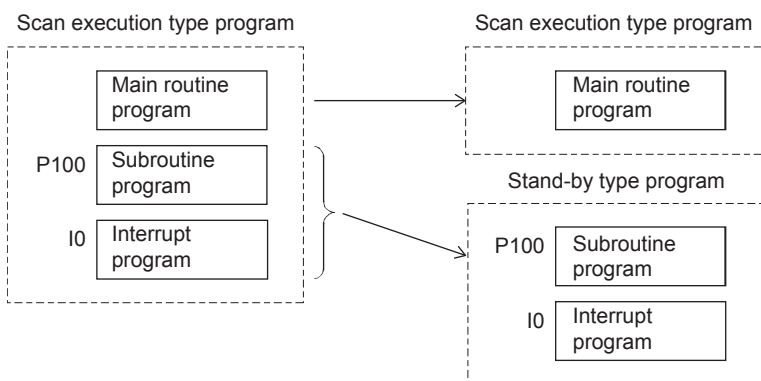 Scan execution type program
Main routine
program
P100
Subroutine
program
I0
Interrupt
program
Scan execution type program
Main routine
program
Stand-by type program
P100
Subroutine
program
I0
Interrupt
program